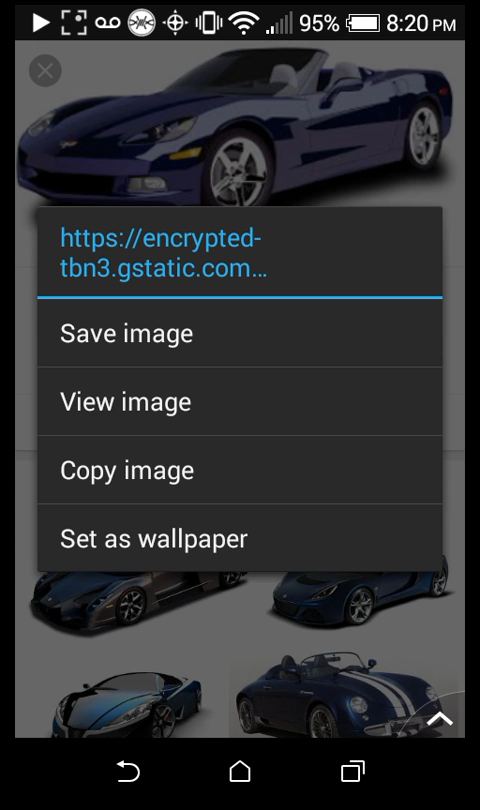 95% 8:20 PM
https://encrypted-
tbn3.gstatic.com...
Save image
View image
Copy image
Set as wallpaper